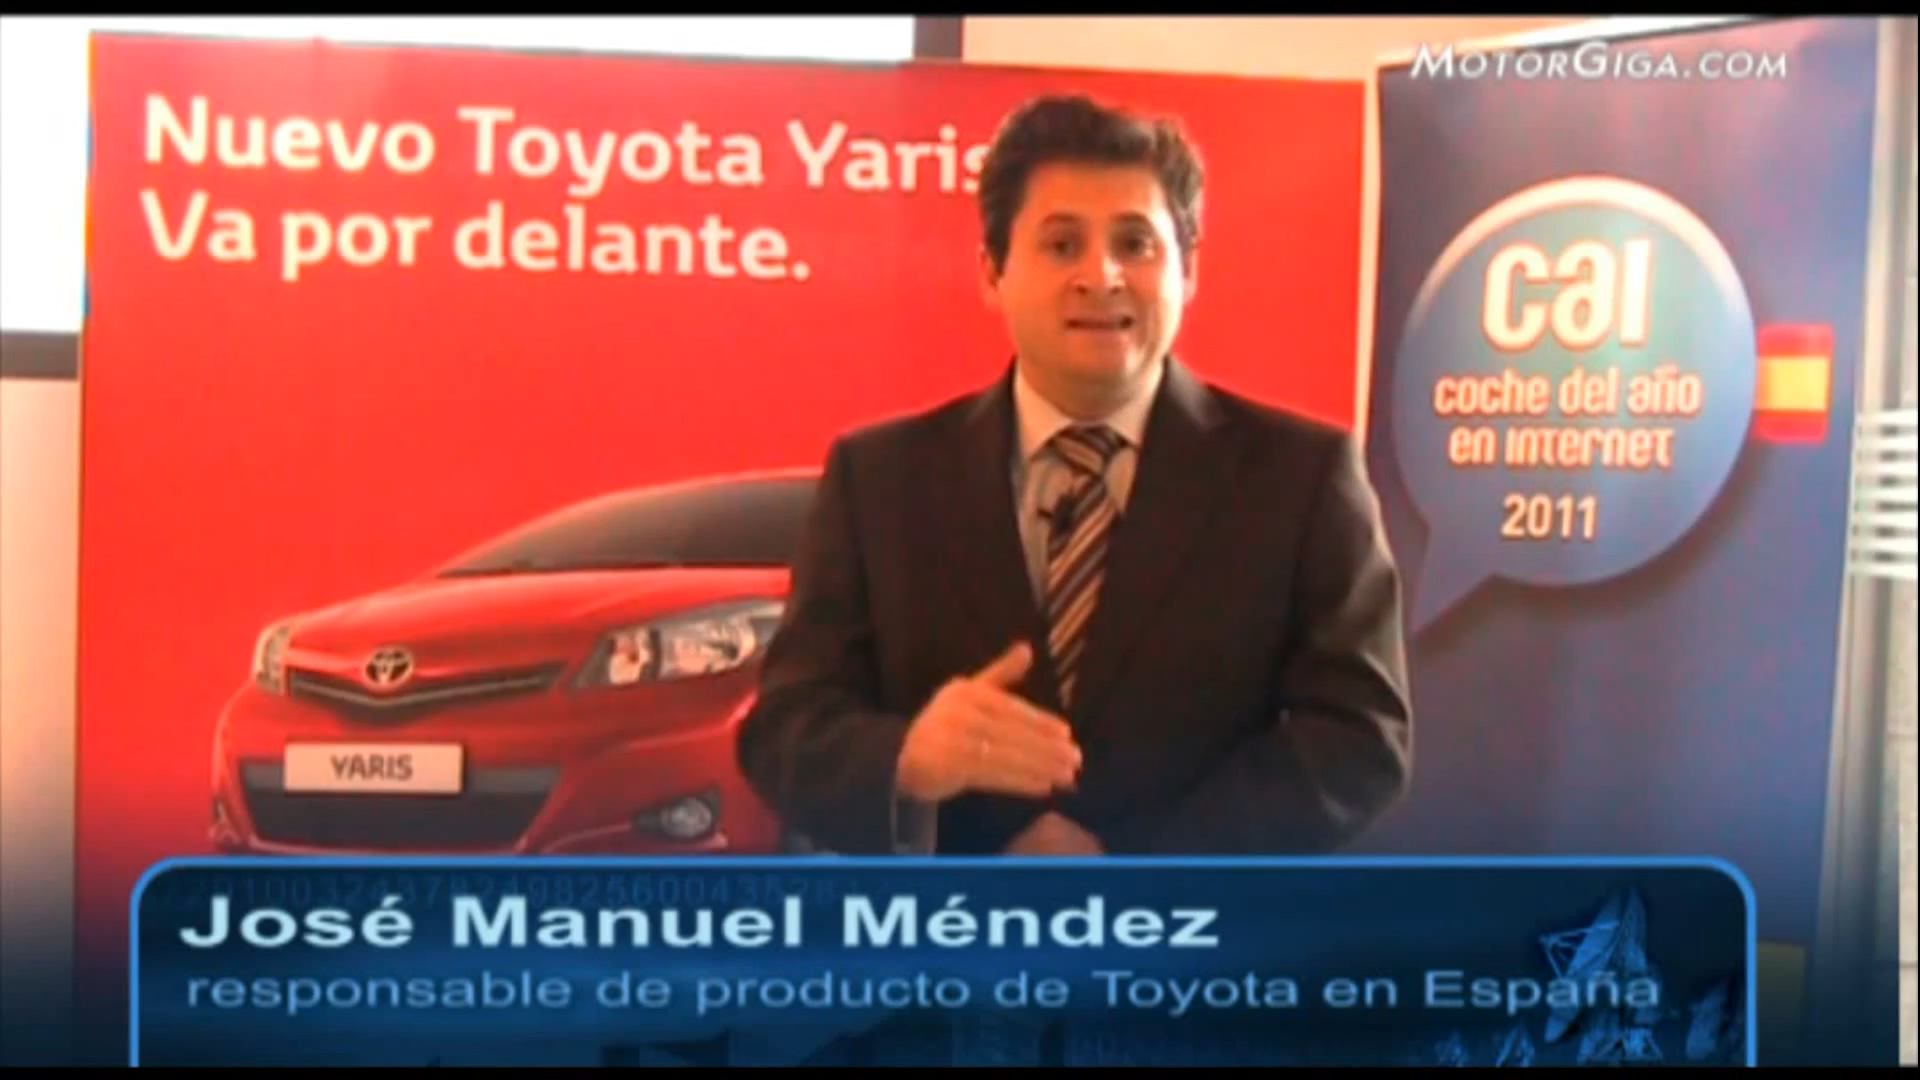 MotorGiga.com
Nuevo Toyota Yaris
Va por delante.
cai
coche del año
en internet
2011
YARIS
José Manuel Méndez
responsable de producto de Toyota en España